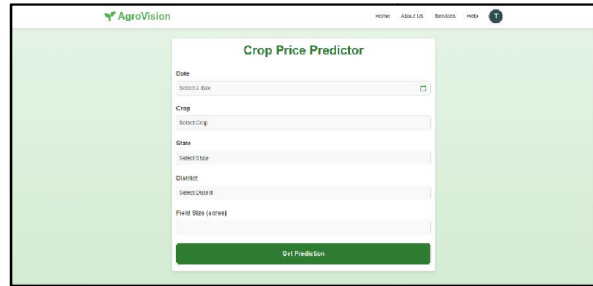 AgroVision
Home About Us Services Help T
Crop Price Predictor
Date
Select a date
Crop
Select Crop
State
Select State
District
Select District
Field Size (acres)
Get Prediction